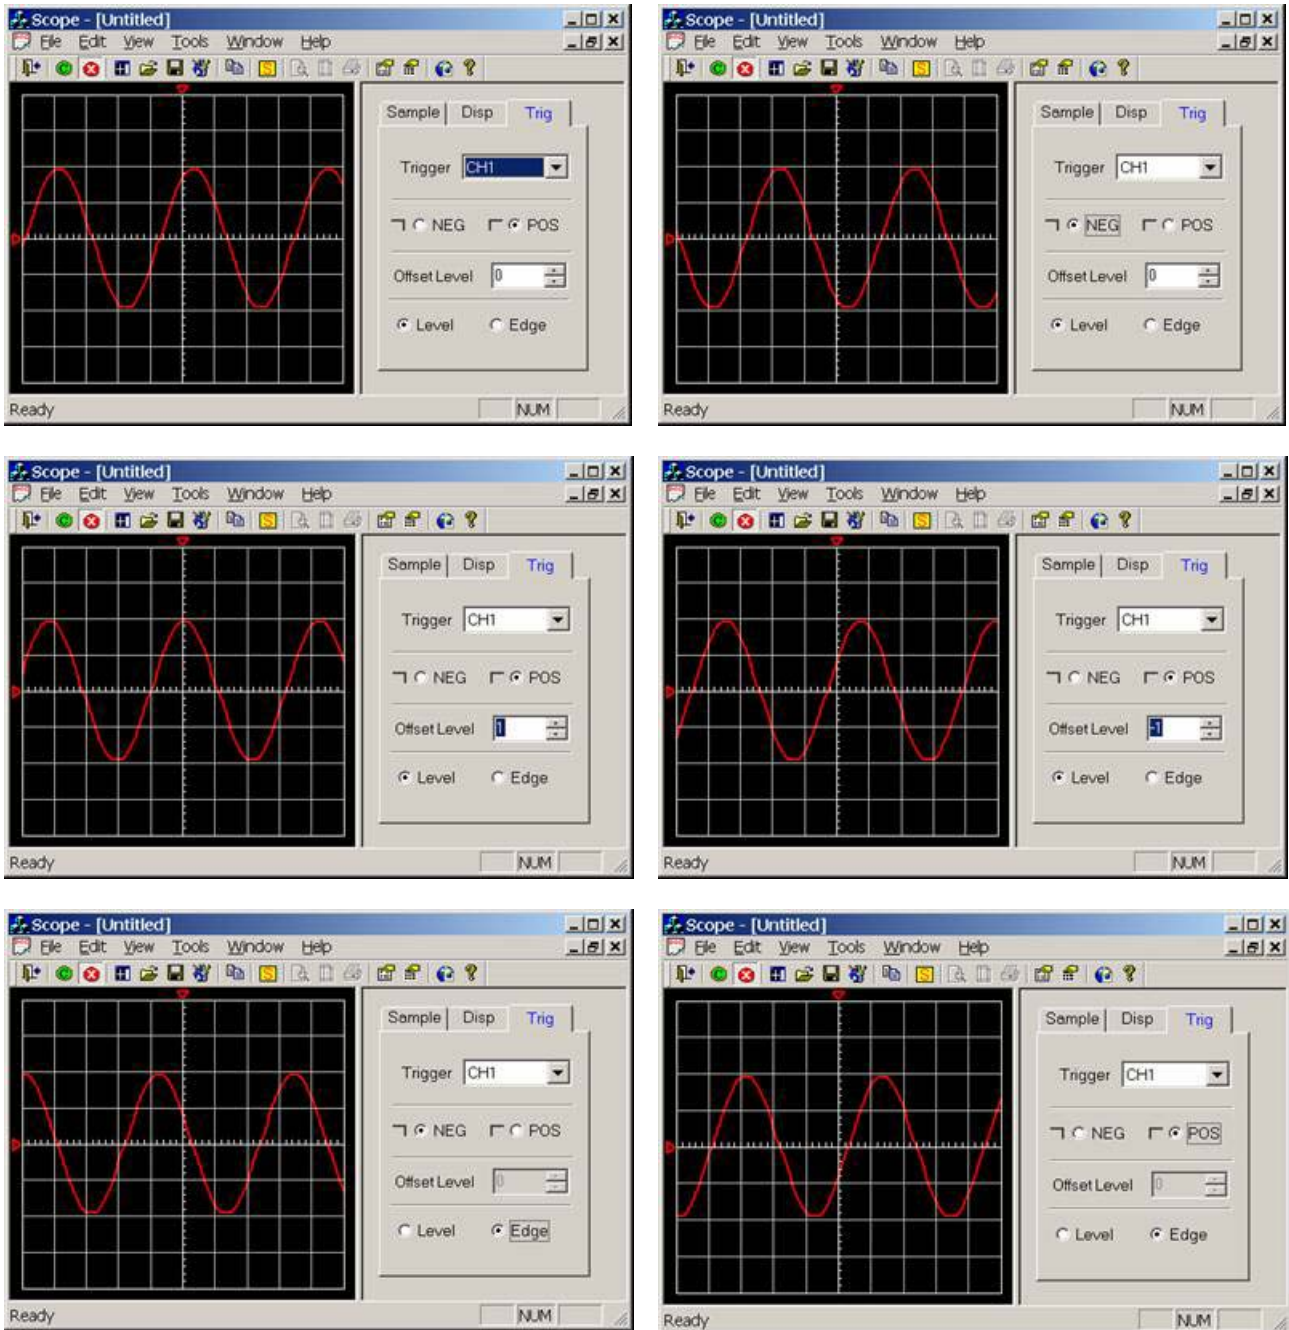 Scope - [Untitled]
File Edit View Tools Window Help
Sample Disp Trig
Trigger CH1
NEG POS
Offset Level 0
Level Edge
Ready NUM
Scope - [Untitled]
File Edit View Tools Window Help
Sample Disp Trig
Trigger CH1
NEG POS
Offset Level 0
Level Edge
Ready NUM
Scope - [Untitled]
File Edit View Tools Window Help
Sample Disp Trig
Trigger CH1
NEG POS
Offset Level 1
Level Edge
Ready NUM
Scope - [Untitled]
File Edit View Tools Window Help
Sample Disp Trig
Trigger CH1
NEG POS
Offset Level -1
Level Edge
Ready NUM
Scope - [Untitled]
File Edit View Tools Window Help
Sample Disp Trig
Trigger CH1
NEG POS
Offset Level 0
Level Edge
Ready NUM
Scope - [Untitled]
File Edit View Tools Window Help
Sample Disp Trig
Trigger CH1
NEG POS
Offset Level 0
Level Edge
Ready NUM